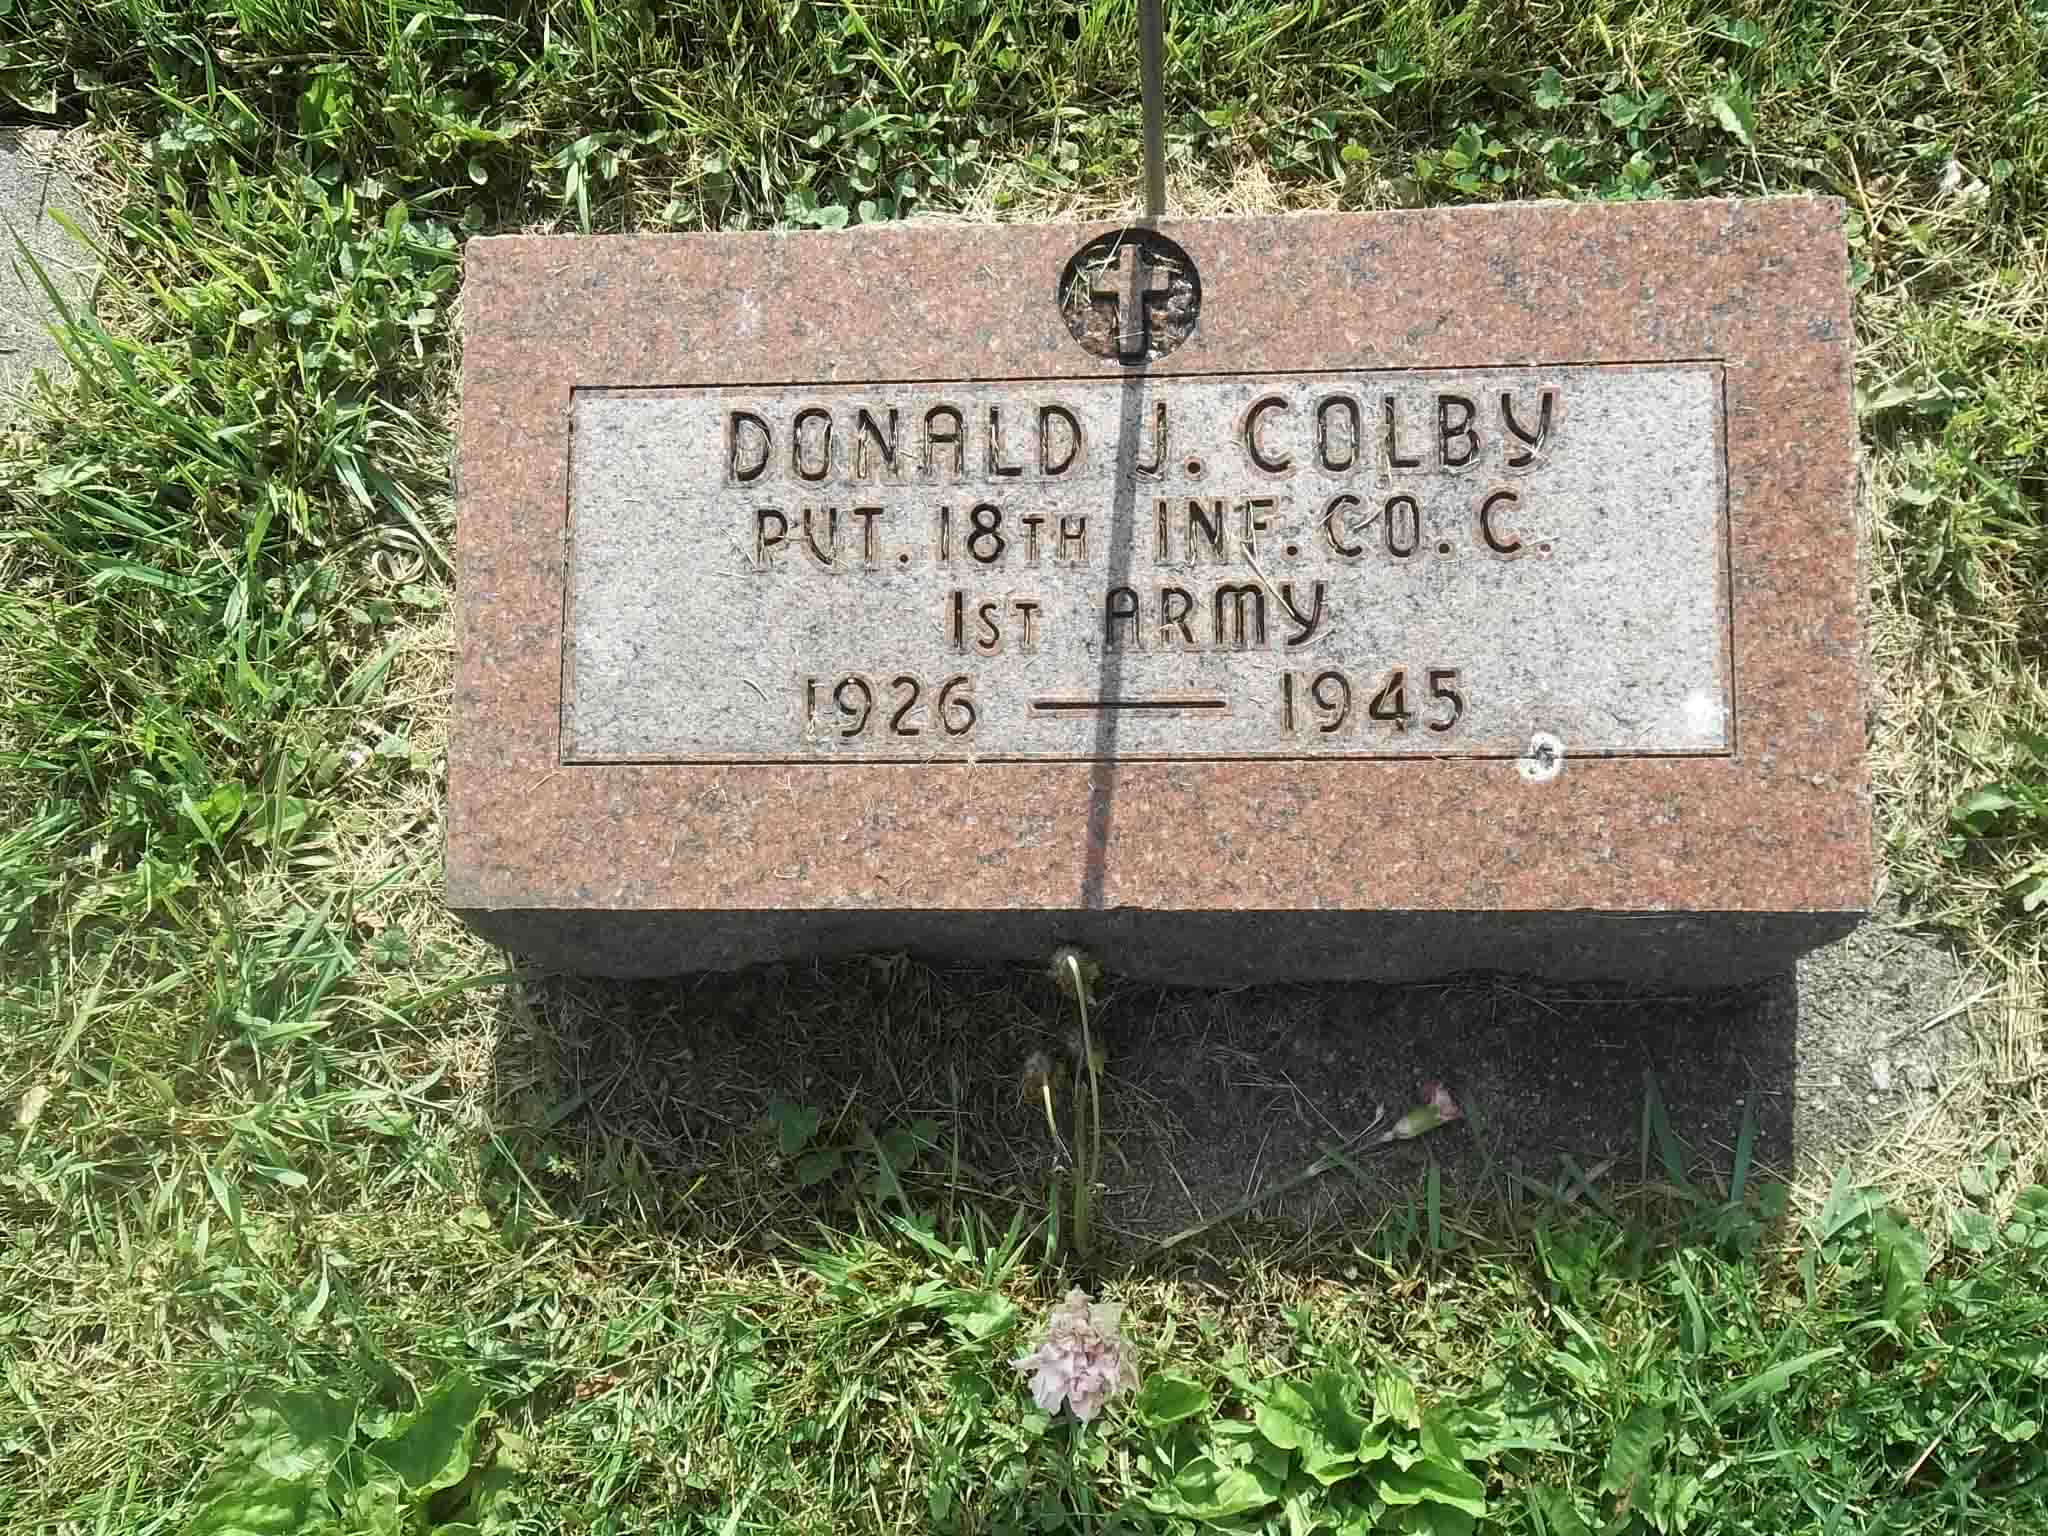 DONALD J. COLBY
PVT. 18TH INF. CO. C.
1ST ARMY
1926 — 1945